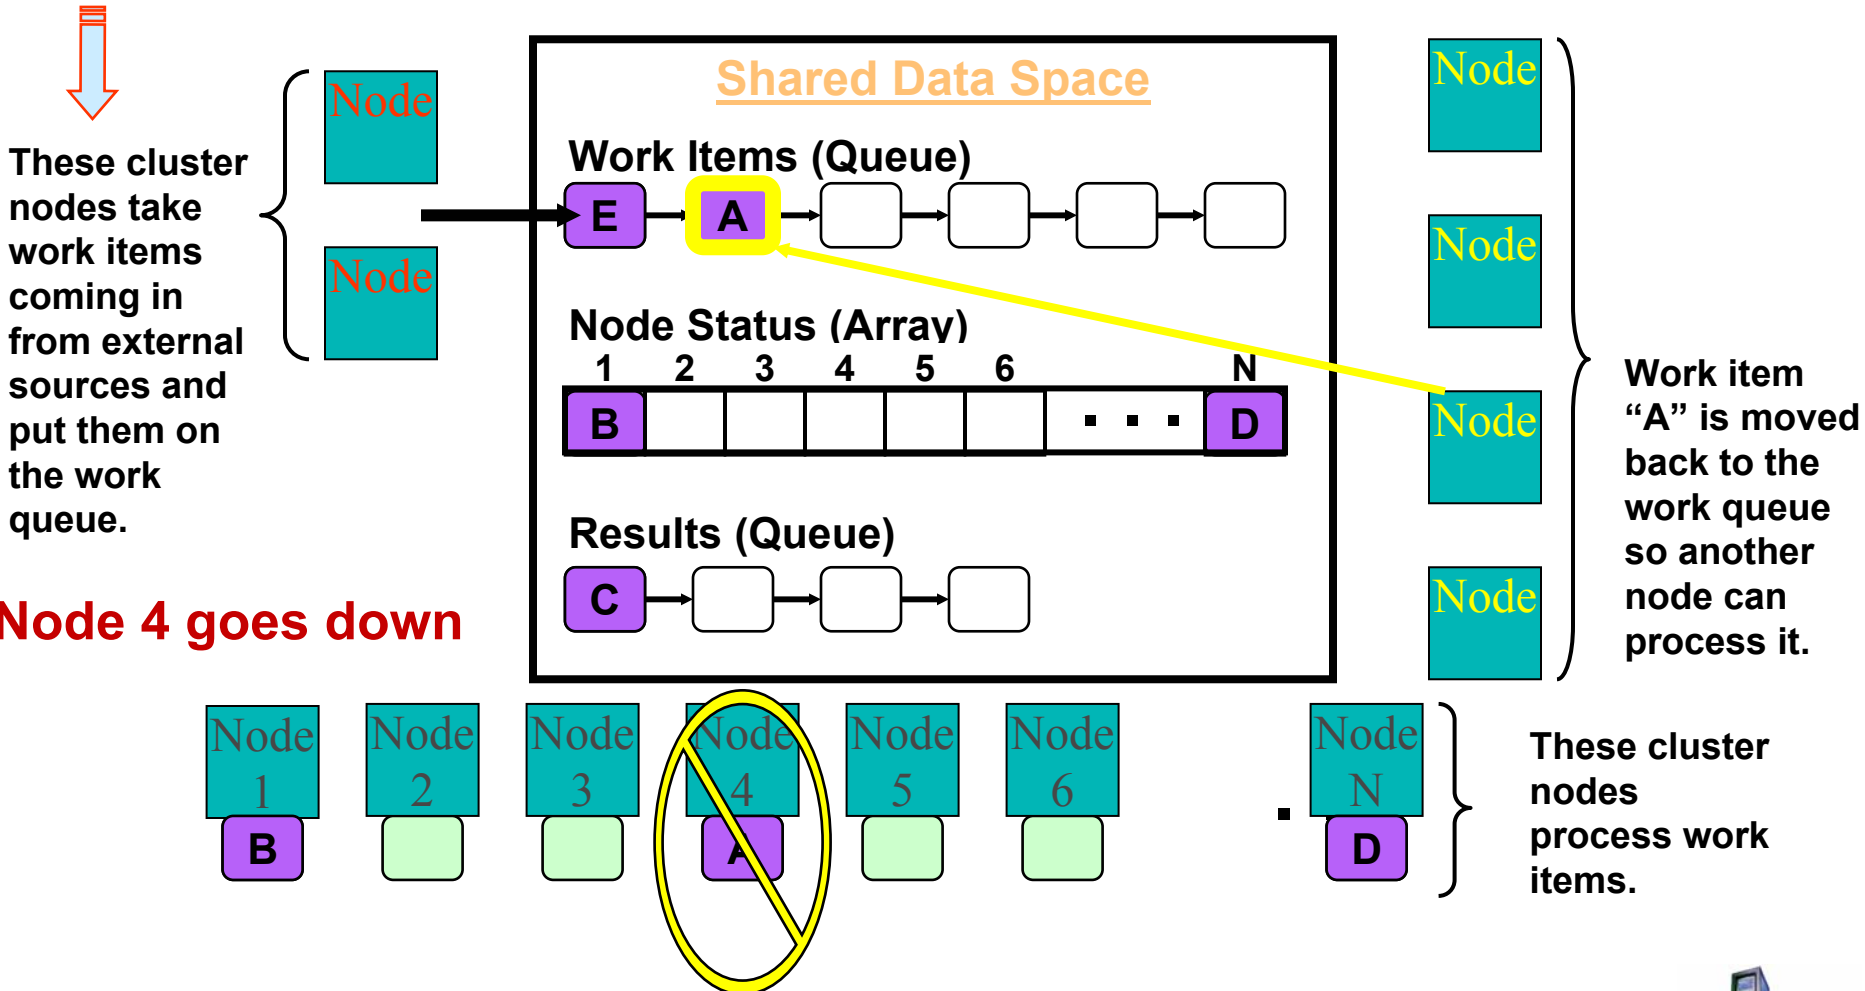 These cluster
nodes take
work items
coming in
from external
sources and
put them on
the work
queue.
Node
Node
Shared Data Space
Work Items (Queue)
E A
Node Status (Array)
1 2 3 4 5 6 N
B . . . D
Results (Queue)
C
Node
Node
Node
Node
Work item
“A” is moved
back to the
work queue
so another
node can
process it.
Node 4 goes down
Node Node Node Node Node Node Node
1 2 3 4 5 6 . N
B A D
These cluster
nodes
process work
items.